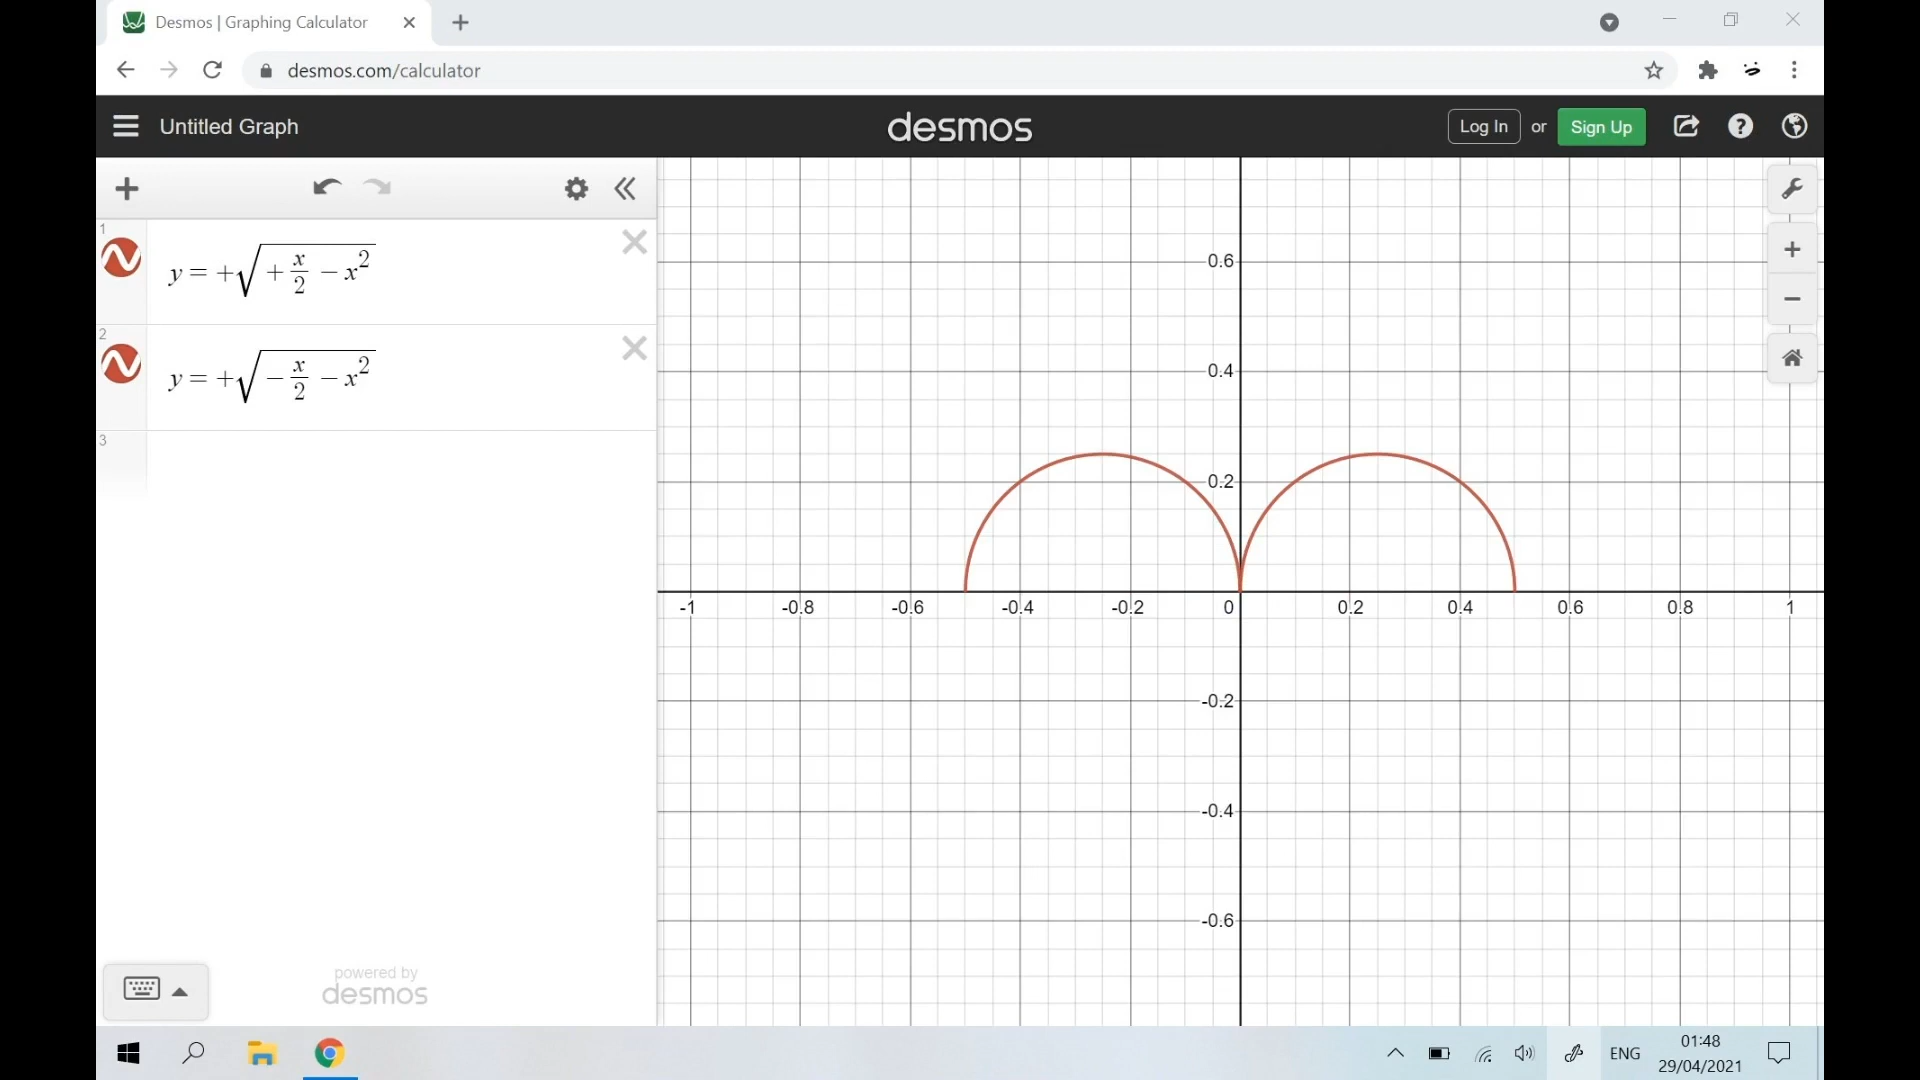 Desmos | Graphing Calculator
desmos.com/calculator
Untitled Graph
desmos
Log In or Sign Up
1
y = +√(+x/2 − x²)
2
y = +√(−x/2 − x²)
3
0.6
0.4
0.2
-1 -0.8 -0.6 -0.4 -0.2 0 0.2 0.4 0.6 0.8 1
-0.2
-0.4
-0.6
powered by
desmos
ENG
01:48
29/04/2021